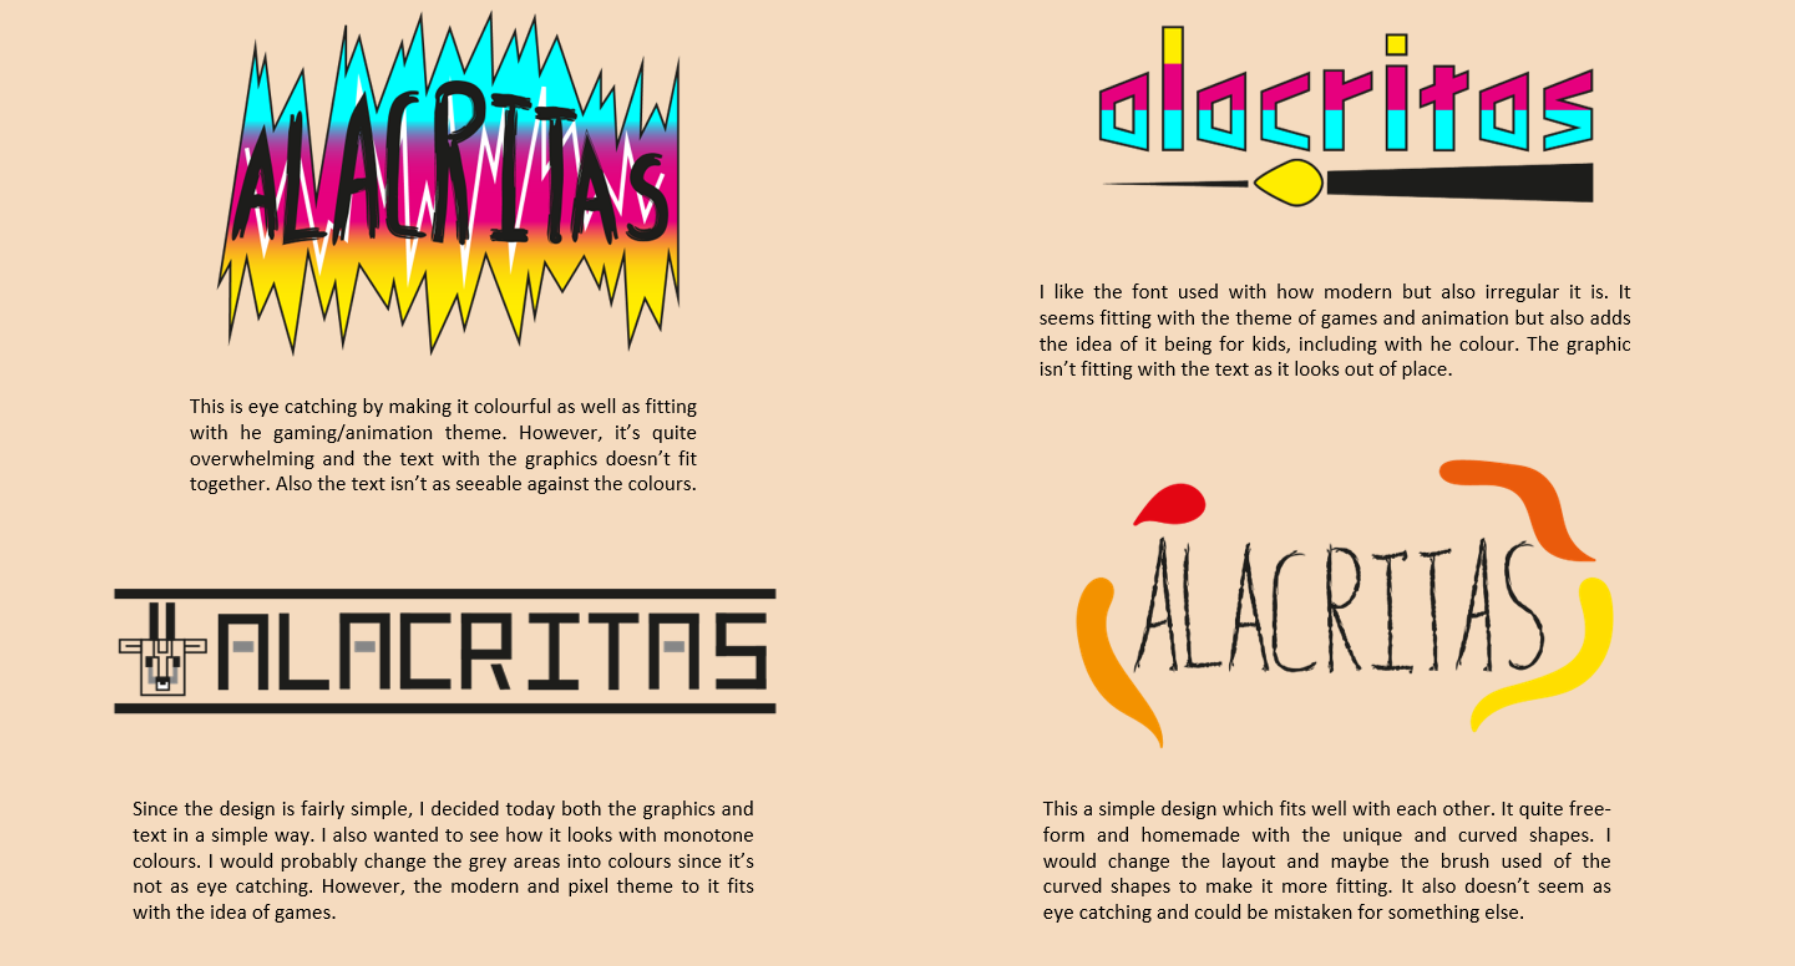 ALACRITAS
This is eye catching by making it colourful as well as fitting
with he gaming/animation theme. However, it's quite
overwhelming and the text with the graphics doesn't fit
together. Also the text isn't as seeable against the colours.
alacritas
I like the font used with how modern but also irregular it is. It
seems fitting with the theme of games and animation but also adds
the idea of it being for kids, including with he colour. The graphic
isn't fitting with the text as it looks out of place.
ALACRITAS
Since the design is fairly simple, I decided today both the graphics and
text in a simple way. I also wanted to see how it looks with monotone
colours. I would probably change the grey areas into colours since it's
not as eye catching. However, the modern and pixel theme to it fits
with the idea of games.
ALACRITAS
This a simple design which fits well with each other. It quite free-
form and homemade with the unique and curved shapes. I
would change the layout and maybe the brush used of the
curved shapes to make it more fitting. It also doesn't seem as
eye catching and could be mistaken for something else.